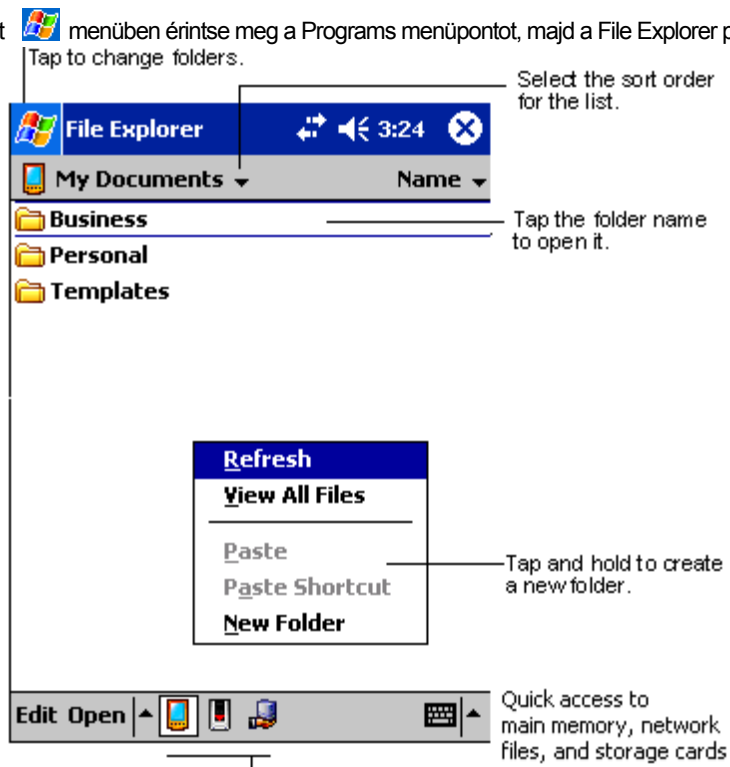 t menüben érintse meg a Programs menüpontot, majd a File Explorer p
Tap to change folders.
Select the sort order
for the list.
File Explorer 3:24
My Documents Name
Business
Tap the folder name
to open it.
Personal
Templates
Refresh
View All Files
Paste
Paste Shortcut
New Folder
Tap and hold to create
a new folder.
Edit Open
Quick access to
main memory, network
files, and storage cards